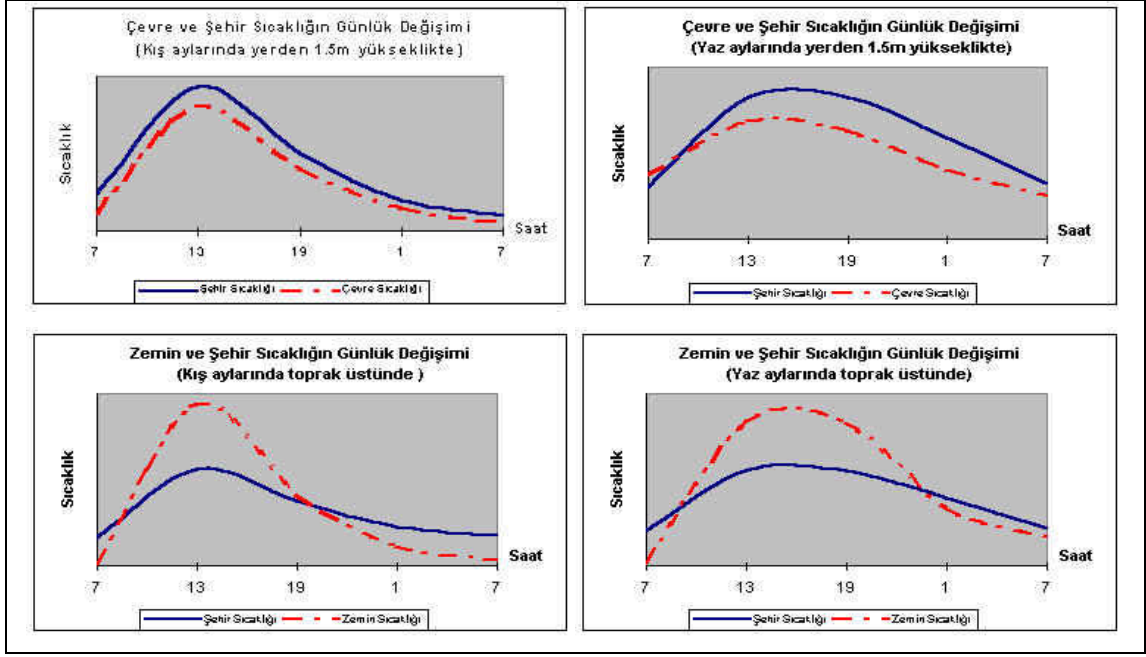 Çevre ve Şehir Sıcaklığın Günlük Değişimi
(Kış aylarında yerden 1.5m yükseklikte)
Sıcaklık
Saat
7 13 19 1 7
Şehir Sıcaklığı Çevre Sıcaklığı
Çevre ve Şehir Sıcaklığın Günlük Değişimi
(Yaz aylarında yerden 1.5m yükseklikte)
Sıcaklık
Saat
7 13 19 1 7
Şehir Sıcaklığı Çevre Sıcaklığı
Zemin ve Şehir Sıcaklığın Günlük Değişimi
(Kış aylarında toprak üstünde )
Sıcaklık
Saat
7 13 19 1 7
Şehir Sıcaklığı Zemin Sıcaklığı
Zemin ve Şehir Sıcaklığın Günlük Değişimi
(Yaz aylarında toprak üstünde)
Sıcaklık
Saat
7 13 19 1 7
Şehir Sıcaklığı Zemin Sıcaklığı